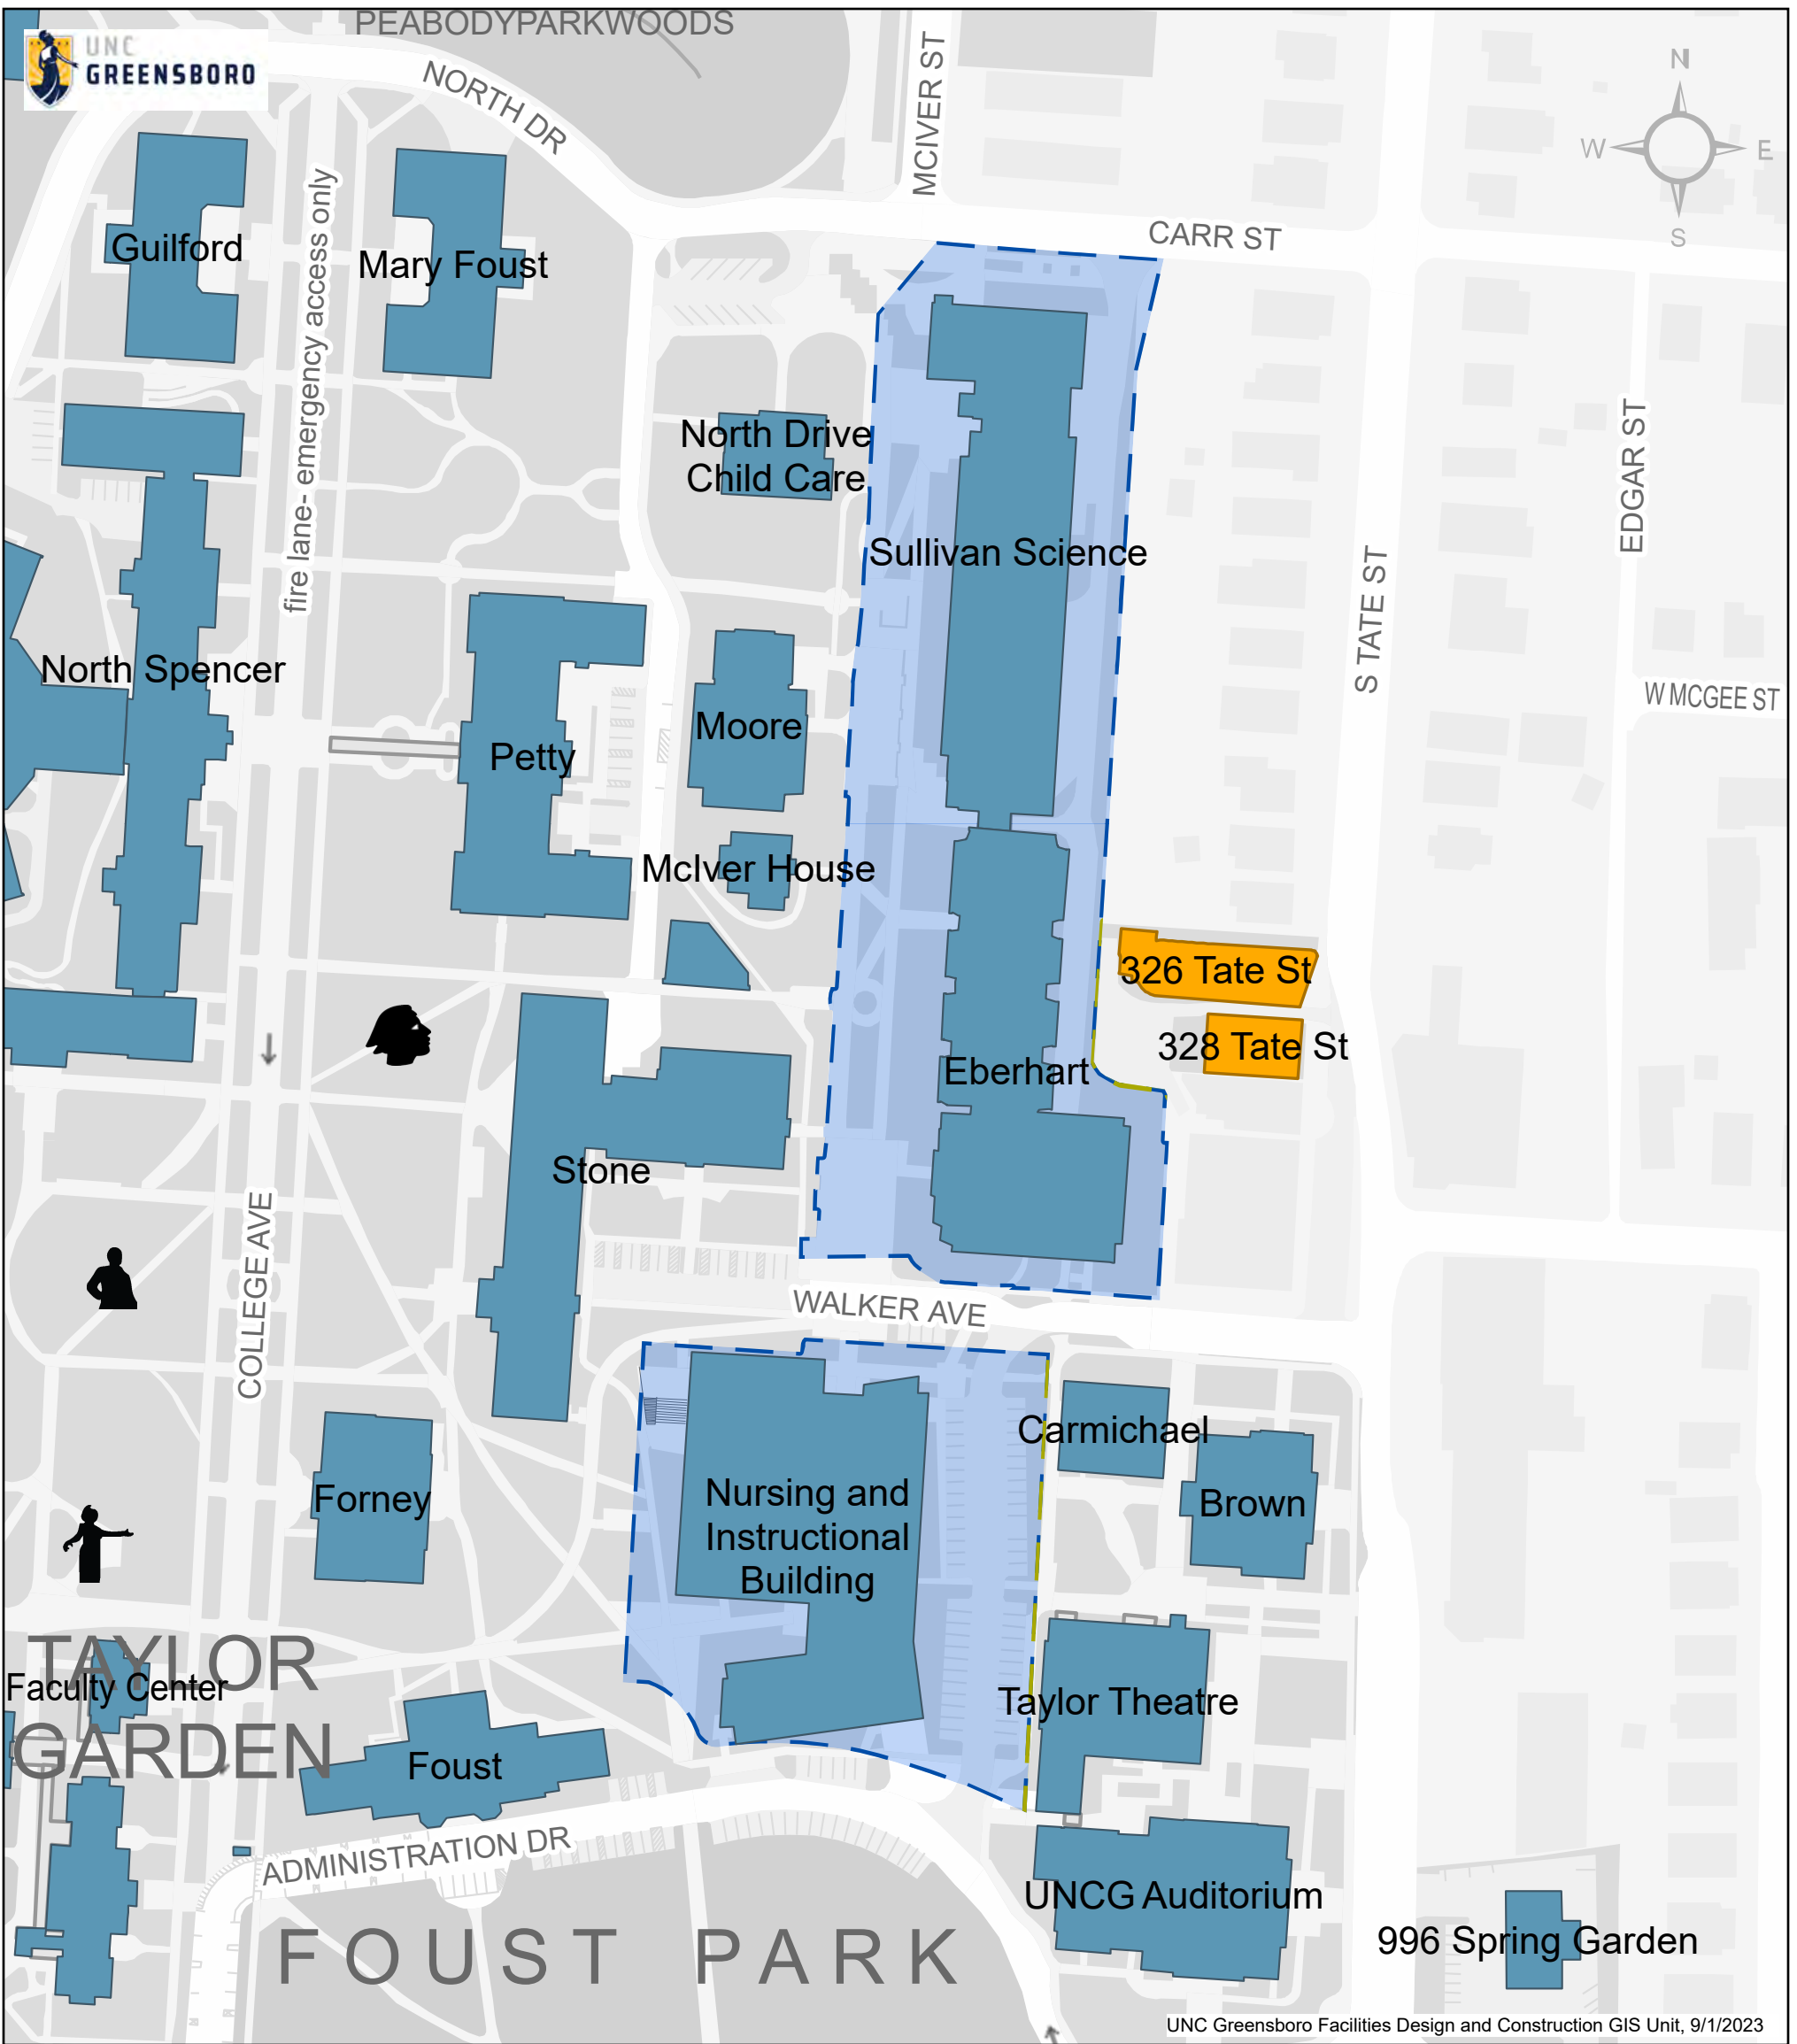 PEABODYPARKWOODS
UNC
GREENSBORO
NORTH DR
MCIVER ST
N
W
E
S
CARR ST
Guilford
Mary Foust
fire lane- emergency access only
North Drive
Child Care
EDGAR ST
Sullivan Science
S TATE ST
North Spencer
W MCGEE ST
Moore
Petty
McIver House
326 Tate St
328 Tate St
Eberhart
Stone
COLLEGE AVE
WALKER AVE
Carmichael
Forney
Nursing and
Instructional
Building
Brown
TAYLOR
GARDEN
Faculty Center
Taylor Theatre
Foust
ADMINISTRATION DR
UNCG Auditorium
FOUST PARK
996 Spring Garden
UNC Greensboro Facilities Design and Construction GIS Unit, 9/1/2023